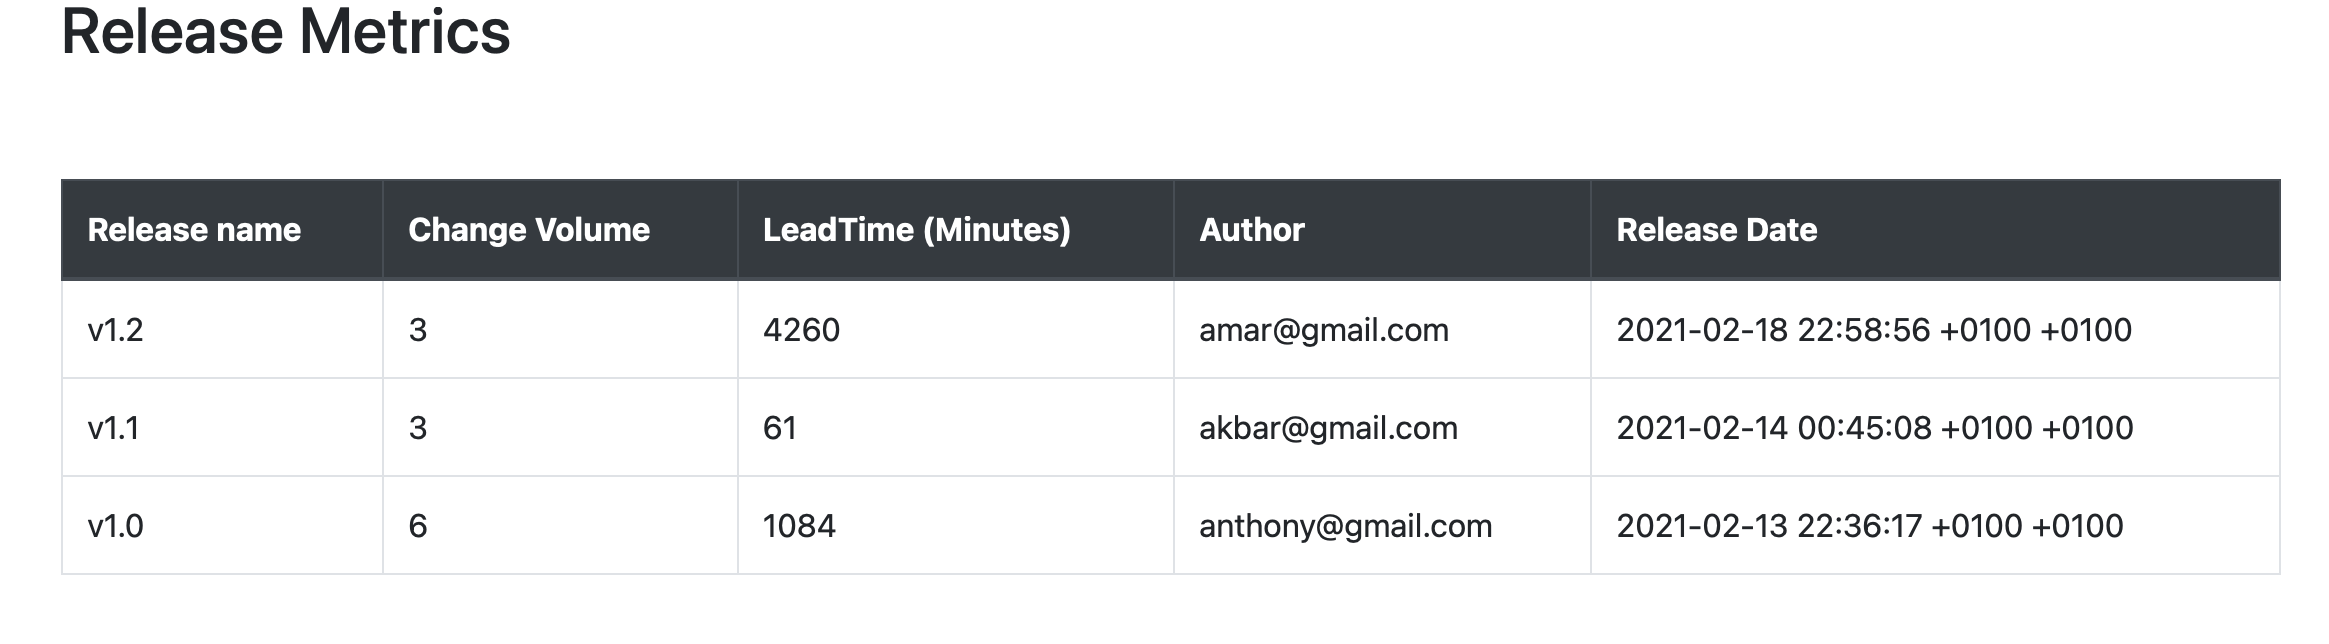 Release Metrics
Release name Change Volume LeadTime (Minutes) Author Release Date
v1.2 3 4260 amar@gmail.com 2021-02-18 22:58:56 +0100 +0100
v1.1 3 61 akbar@gmail.com 2021-02-14 00:45:08 +0100 +0100
v1.0 6 1084 anthony@gmail.com 2021-02-13 22:36:17 +0100 +0100